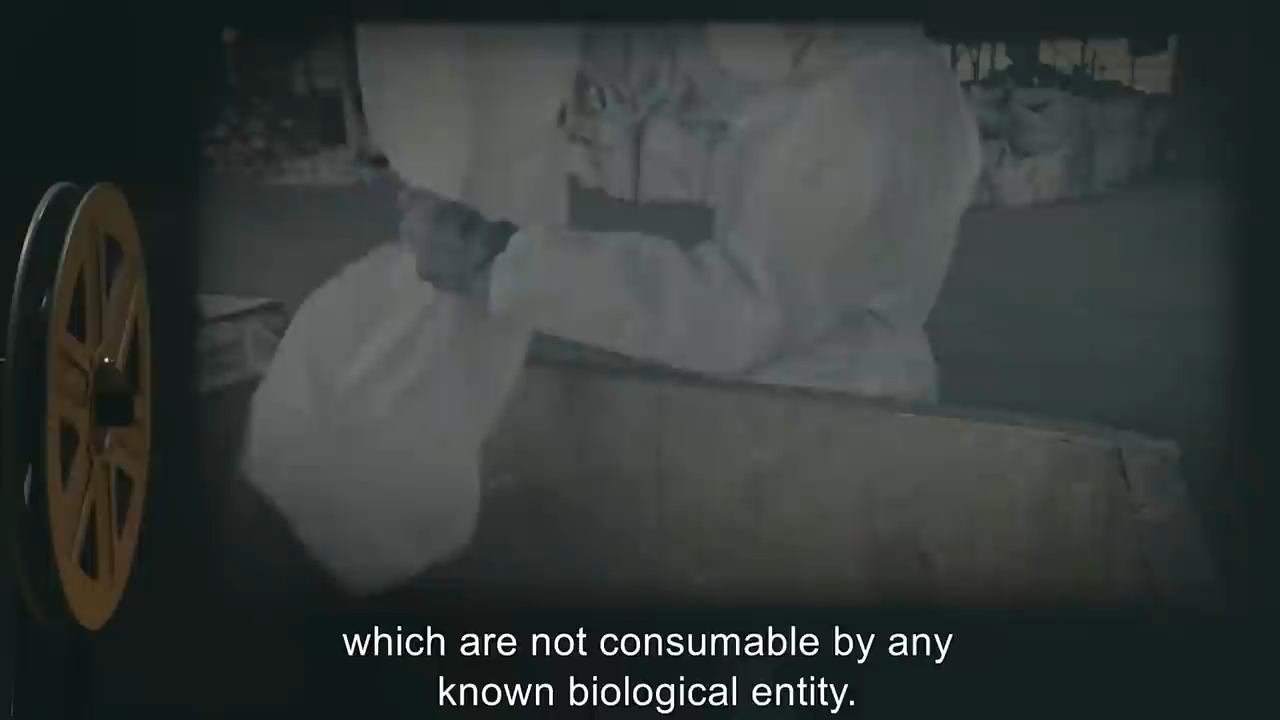 which are not consumable by any
known biological entity.